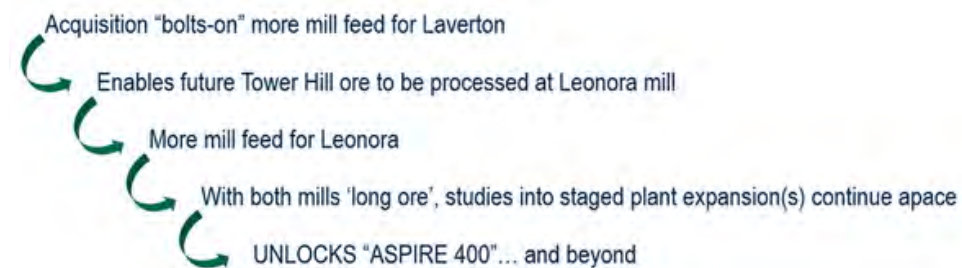 Acquisition “bolts-on” more mill feed for Laverton
Enables future Tower Hill ore to be processed at Leonora mill
More mill feed for Leonora
With both mills ‘long ore’, studies into staged plant expansion(s) continue apace
UNLOCKS “ASPIRE 400”… and beyond